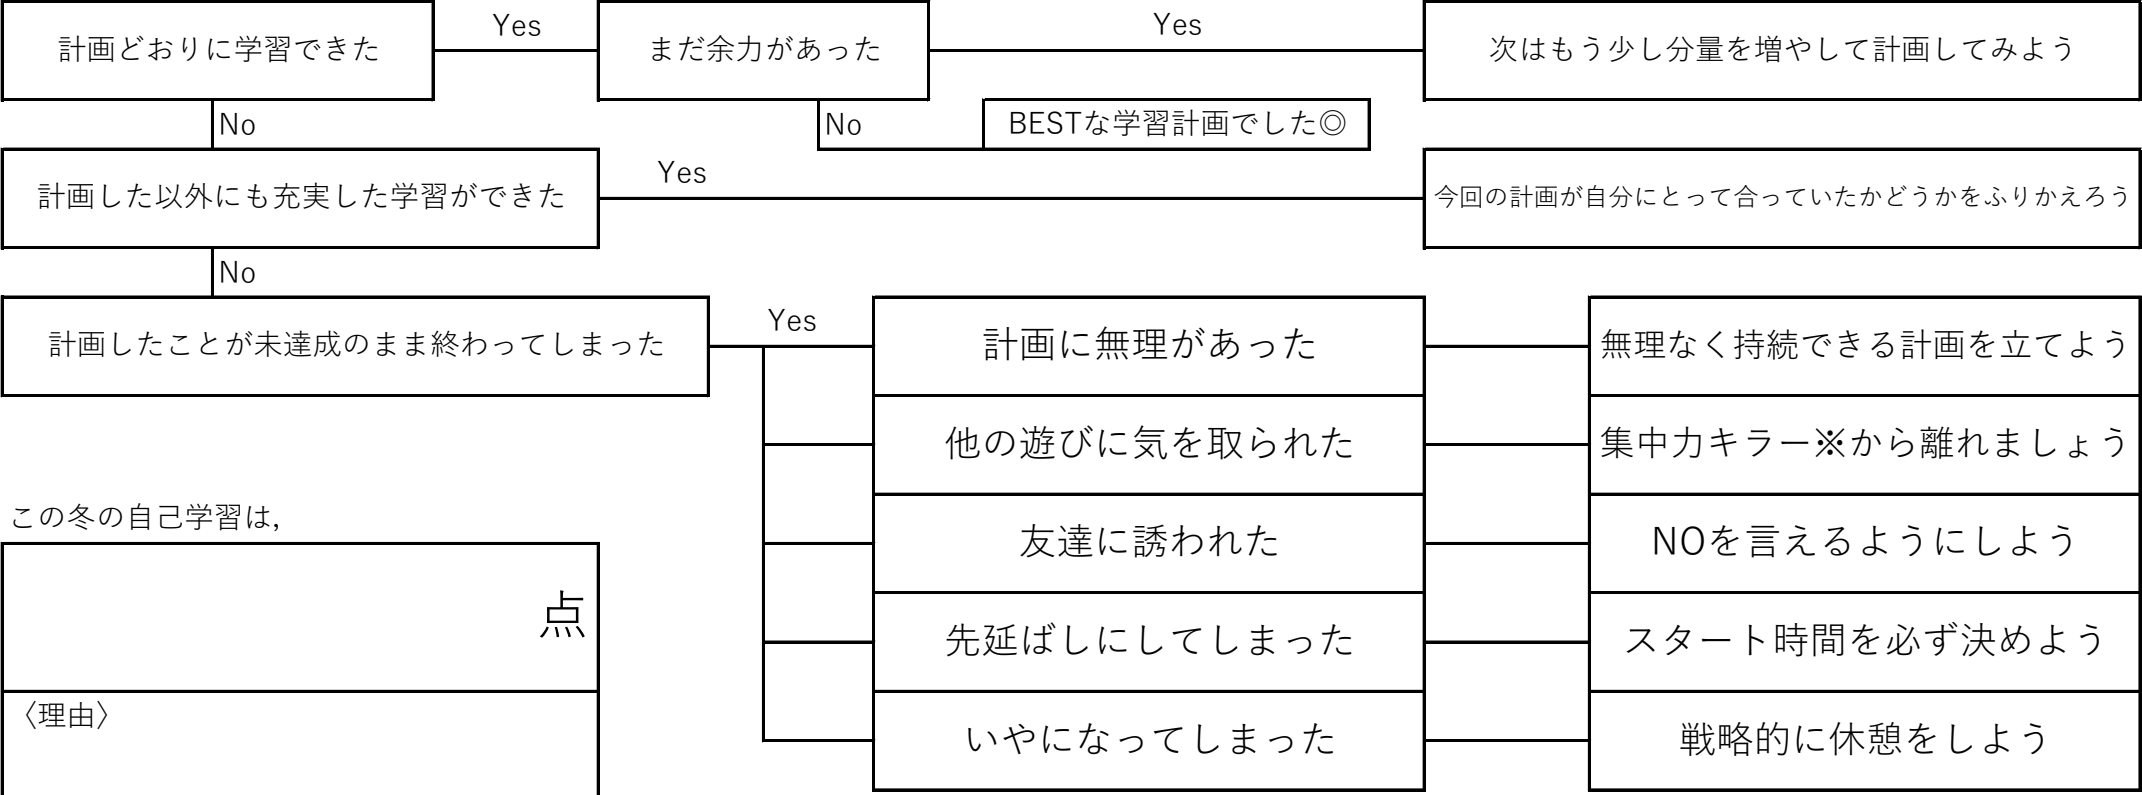 計画どおりに学習できた
Yes
まだ余力があった
Yes
次はもう少し分量を増やして計画してみよう
No
No
BESTな学習計画でした◎
計画した以外にも充実した学習ができた
Yes
今回の計画が自分にとって合っていたかどうかをふりかえろう
No
計画したことが未達成のまま終わってしまった
Yes
計画に無理があった
無理なく持続できる計画を立てよう
他の遊びに気を取られた
集中力キラー※から離れましょう
友達に誘われた
NOを言えるようにしよう
先延ばしにしてしまった
スタート時間を必ず決めよう
いやになってしまった
戦略的に休憩をしよう
この冬の自己学習は,
点
〈理由〉